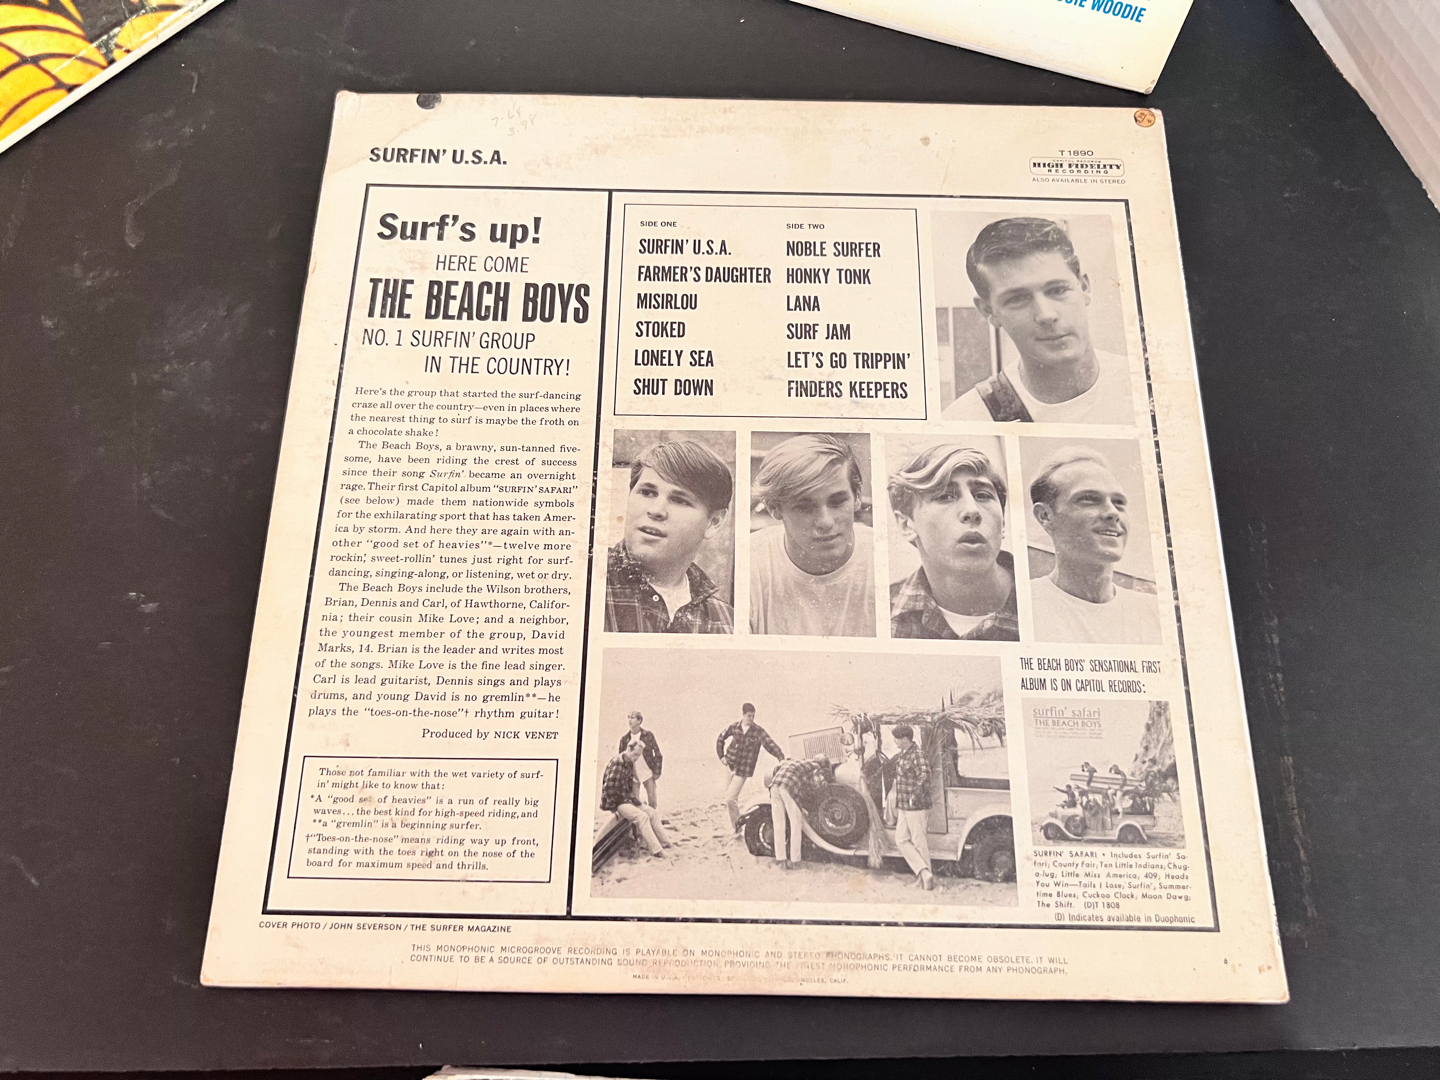 WOODIE
7-64
3.98
SURFIN' U.S.A.
T 1890
CAPITOL RECORDS
HIGH FIDELITY
RECORDING
ALSO AVAILABLE IN STEREO
Surf's up!
HERE COME
THE BEACH BOYS
NO. 1 SURFIN' GROUP
IN THE COUNTRY!
Here's the group that started the surf-dancing
craze all over the country—even in places where
the nearest thing to surf is maybe the froth on
a chocolate shake!
The Beach Boys, a brawny, sun-tanned five-
some, have been riding the crest of success
since their song Surfin' became an overnight
rage. Their first Capitol album "SURFIN' SAFARI"
(see below) made them nationwide symbols
for the exhilarating sport that has taken Amer-
ica by storm. And here they are again with an-
other "good set of heavies"*—twelve more
rockin', sweet-rollin' tunes just right for surf-
dancing, singing-along, or listening, wet or dry.
The Beach Boys include the Wilson brothers,
Brian, Dennis and Carl, of Hawthorne, Califor-
nia; their cousin Mike Love; and a neighbor,
the youngest member of the group, David
Marks, 14. Brian is the leader and writes most
of the songs. Mike Love is the fine lead singer.
Carl is lead guitarist, Dennis sings and plays
drums, and young David is no gremlin**—he
plays the "toes-on-the-nose"† rhythm guitar!
Produced by NICK VENET
Those not familiar with the wet variety of surf-
in' might like to know that:
*A "good set of heavies" is a run of really big
waves...the best kind for high-speed riding, and
**a "gremlin" is a beginning surfer.
†"Toes-on-the-nose" means riding way up front,
standing with the toes right on the nose of the
board for maximum speed and thrills.
SIDE ONE
SURFIN' U.S.A.
FARMER'S DAUGHTER
MISIRLOU
STOKED
LONELY SEA
SHUT DOWN
SIDE TWO
NOBLE SURFER
HONKY TONK
LANA
SURF JAM
LET'S GO TRIPPIN'
FINDERS KEEPERS
THE BEACH BOYS' SENSATIONAL FIRST
ALBUM IS ON CAPITOL RECORDS:
surfin' safari
THE BEACH BOYS
SURFIN' SAFARI • Includes Surfin' Sa-
fari; County Fair; Ten Little Indians; Chug-
a-lug; Little Miss America; 409; Heads
You Win—Tails I Lose; Surfin'; Summer-
time Blues; Cuckoo Clock; Moon Dawg;
The Shift. (D)T 1808
(D) Indicates available in Duophonic
COVER PHOTO / JOHN SEVERSON / THE SURFER MAGAZINE
THIS MONOPHONIC MICROGROOVE RECORDING IS PLAYABLE ON MONOPHONIC AND STEREO PHONOGRAPHS. IT CANNOT BECOME OBSOLETE. IT WILL
CONTINUE TO BE A SOURCE OF OUTSTANDING SOUND REPRODUCTION, PROVIDING THE FINEST MONOPHONIC PERFORMANCE FROM ANY PHONOGRAPH.
MADE IN U.S.A. CALIF.